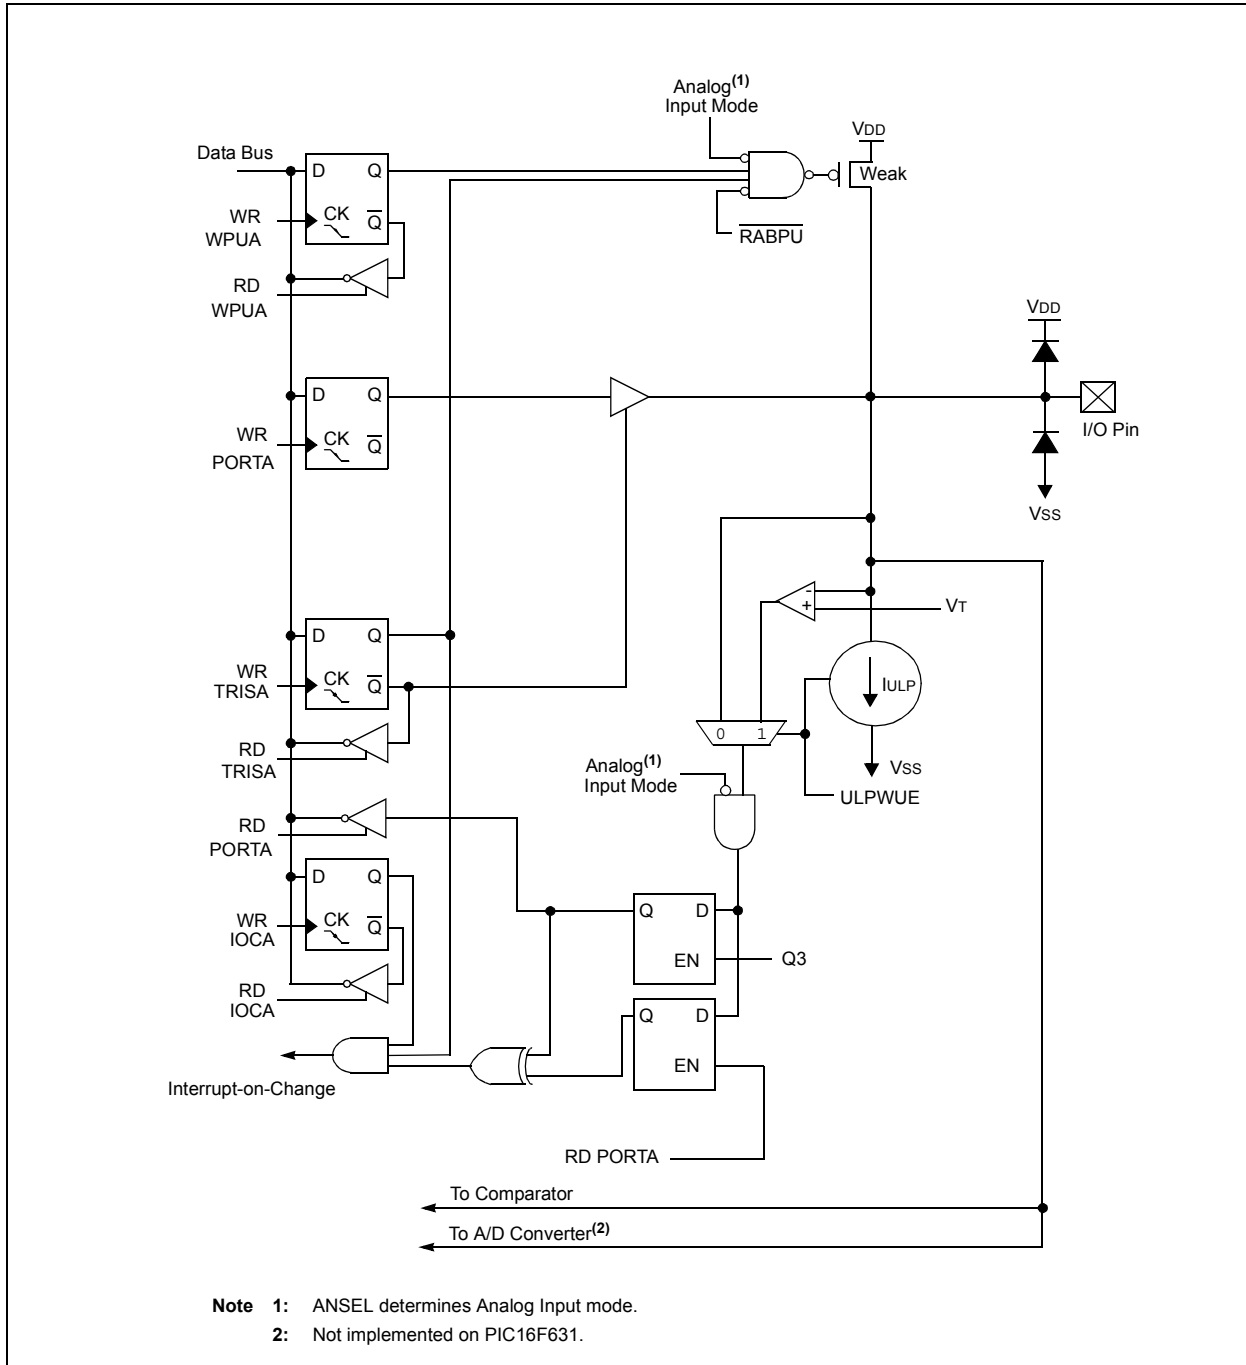 Analog(1)
Input Mode
VDD
Data Bus
D Q
Weak
WR
WPUA
CK Q
RABPU
RD
WPUA
VDD
D Q
WR
PORTA
CK Q
I/O Pin
VSS
D Q
- 
+
VT
WR
TRISA
CK Q
IULP
0 1
RD
TRISA
Analog(1)
Input Mode
VSS
ULPWUE
RD
PORTA
D Q
WR
IOCA
CK Q
Q D
EN
Q3
RD
IOCA
Q D
EN
Interrupt-on-Change
RD PORTA
To Comparator
To A/D Converter(2)
Note 1: ANSEL determines Analog Input mode.
2: Not implemented on PIC16F631.